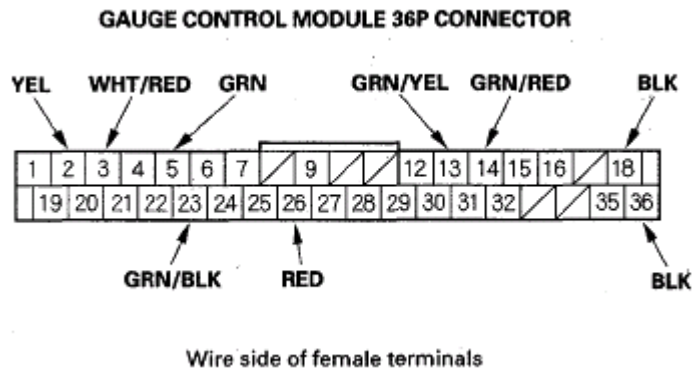 GAUGE CONTROL MODULE 36P CONNECTOR
YEL WHT/RED GRN GRN/YEL GRN/RED BLK
1 2 3 4 5 6 7 9 12 13 14 15 16 18
19 20 21 22 23 24 25 26 27 28 29 30 31 32 35 36
GRN/BLK RED BLK
Wire side of female terminals